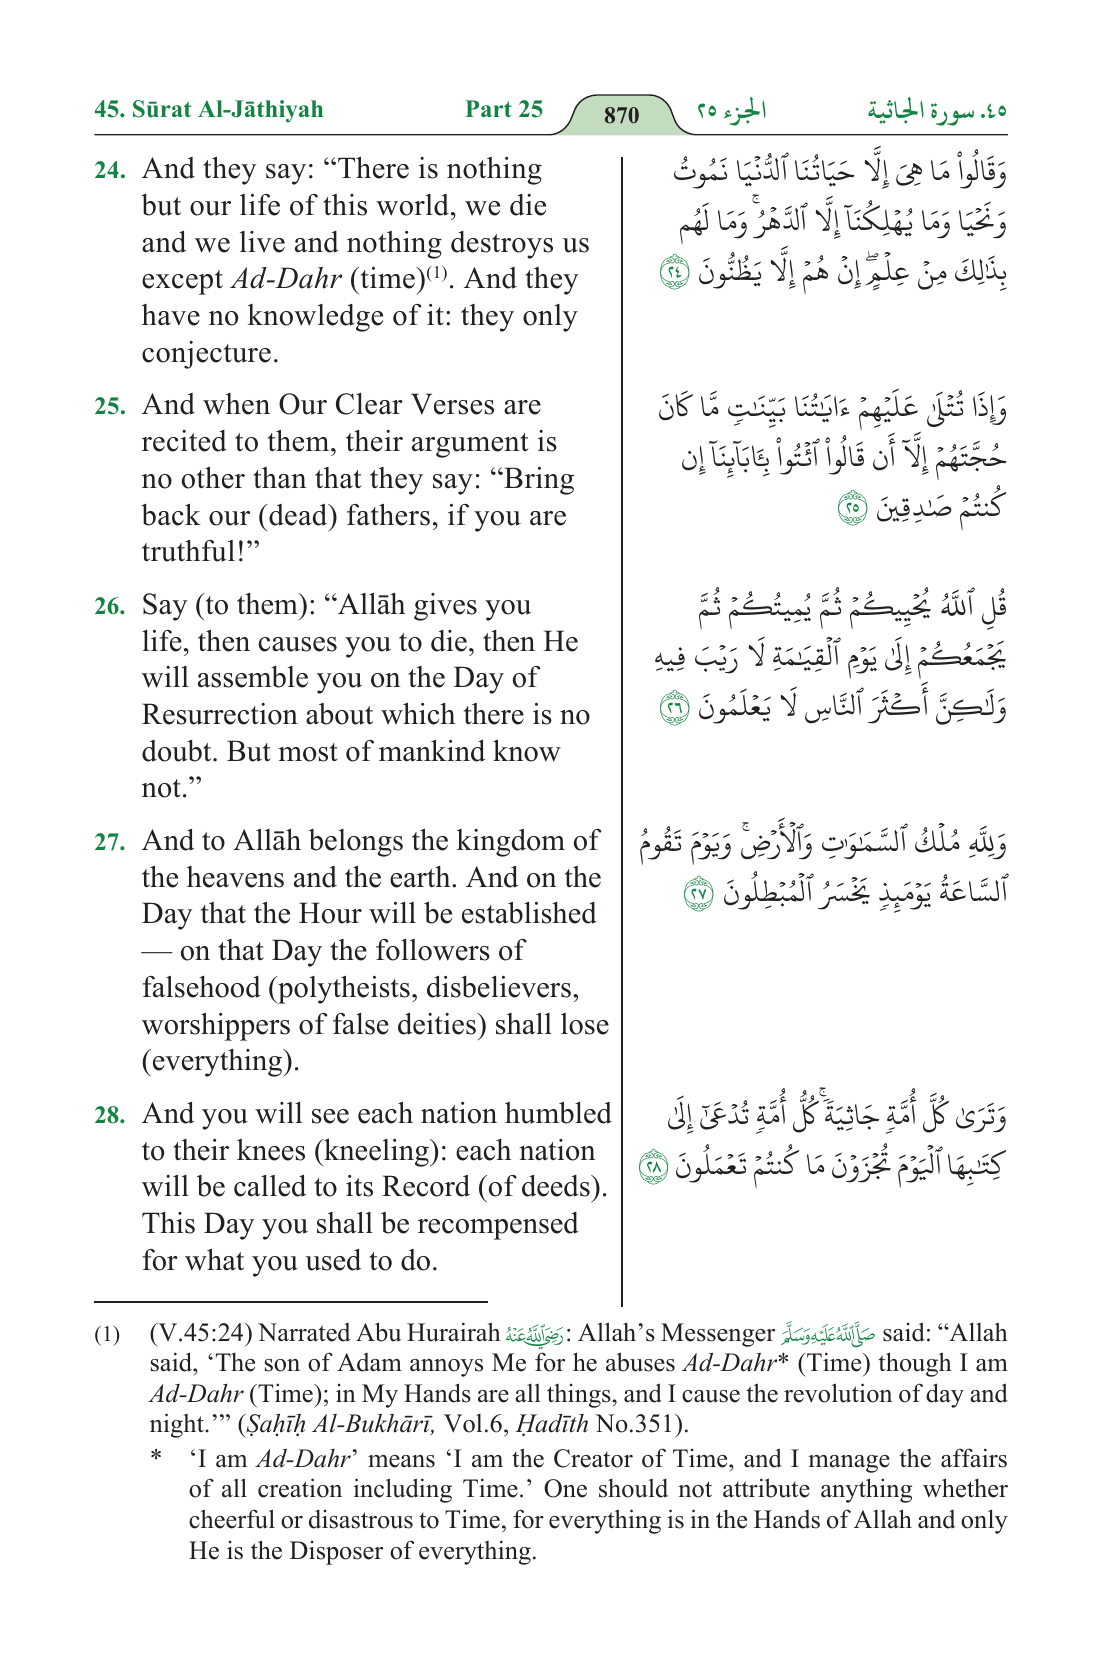 45. Sūrat Al-Jāthiyah Part 25 870 الجزء ٢٥ ٤٥. سورة الجاثية
24. And they say: “There is nothing
but our life of this world, we die
and we live and nothing destroys us
except Ad-Dahr (time)(1). And they
have no knowledge of it: they only
conjecture.
وَقَالُواْ مَا هِيَ إِلَّا حَيَاتُنَا ٱلدُّنۡيَا نَمُوتُ
وَنَحۡيَا وَمَا يُهۡلِكُنَآ إِلَّا ٱلدَّهۡرُۚ وَمَا لَهُم
بِذَٰلِكَ مِنۡ عِلۡمٍۖ إِنۡ هُمۡ إِلَّا يَظُنُّونَ ٢٤
25. And when Our Clear Verses are
recited to them, their argument is
no other than that they say: “Bring
back our (dead) fathers, if you are
truthful!”
وَإِذَا تُتۡلَىٰ عَلَيۡهِمۡ ءَايَٰتُنَا بَيِّنَٰتٖ مَّا كَانَ
حُجَّتَهُمۡ إِلَّآ أَن قَالُواْ ٱئۡتُواْ بِـَٔابَآئِنَآ إِن
كُنتُمۡ صَٰدِقِينَ ٢٥
26. Say (to them): “Allāh gives you
life, then causes you to die, then He
will assemble you on the Day of
Resurrection about which there is no
doubt. But most of mankind know
not.”
قُلِ ٱللَّهُ يُحۡيِيكُمۡ ثُمَّ يُمِيتُكُمۡ ثُمَّ
يَجۡمَعُكُمۡ إِلَىٰ يَوۡمِ ٱلۡقِيَٰمَةِ لَا رَيۡبَ فِيهِ
وَلَٰكِنَّ أَكۡثَرَ ٱلنَّاسِ لَا يَعۡلَمُونَ ٢٦
27. And to Allāh belongs the kingdom of
the heavens and the earth. And on the
Day that the Hour will be established
— on that Day the followers of
falsehood (polytheists, disbelievers,
worshippers of false deities) shall lose
(everything).
وَلِلَّهِ مُلۡكُ ٱلسَّمَٰوَٰتِ وَٱلۡأَرۡضِۚ وَيَوۡمَ تَقُومُ
ٱلسَّاعَةُ يَوۡمَئِذٖ يَخۡسَرُ ٱلۡمُبۡطِلُونَ ٢٧
28. And you will see each nation humbled
to their knees (kneeling): each nation
will be called to its Record (of deeds).
This Day you shall be recompensed
for what you used to do.
وَتَرَىٰ كُلَّ أُمَّةٖ جَاثِيَةٗۚ كُلُّ أُمَّةٖ تُدۡعَىٰٓ إِلَىٰ
كِتَٰبِهَا ٱلۡيَوۡمَ تُجۡزَوۡنَ مَا كُنتُمۡ تَعۡمَلُونَ ٢٨
(1) (V.45:24) Narrated Abu Hurairah رَضِيَ اللَّهُ عَنْهُ: Allah’s Messenger صَلَّى اللَّهُ عَلَيْهِ وَسَلَّمَ said: “Allah
said, ‘The son of Adam annoys Me for he abuses Ad-Dahr* (Time) though I am
Ad-Dahr (Time); in My Hands are all things, and I cause the revolution of day and
night.’” (Ṣaḥīḥ Al-Bukhārī, Vol.6, Ḥadīth No.351).
* ‘I am Ad-Dahr’ means ‘I am the Creator of Time, and I manage the affairs
of all creation including Time.’ One should not attribute anything whether
cheerful or disastrous to Time, for everything is in the Hands of Allah and only
He is the Disposer of everything.